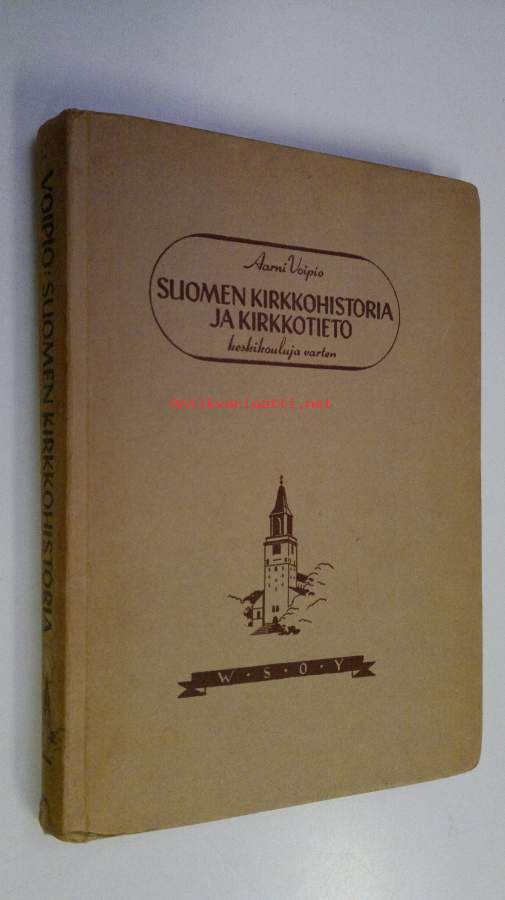 Aarni Voipio
SUOMEN KIRKKOHISTORIA
JA KIRKKOTIETO
keskikouluja varten
antikvariaatti.net
W · S · O · Y
VOIPIO · SUOMEN KIRKKOHISTORIA